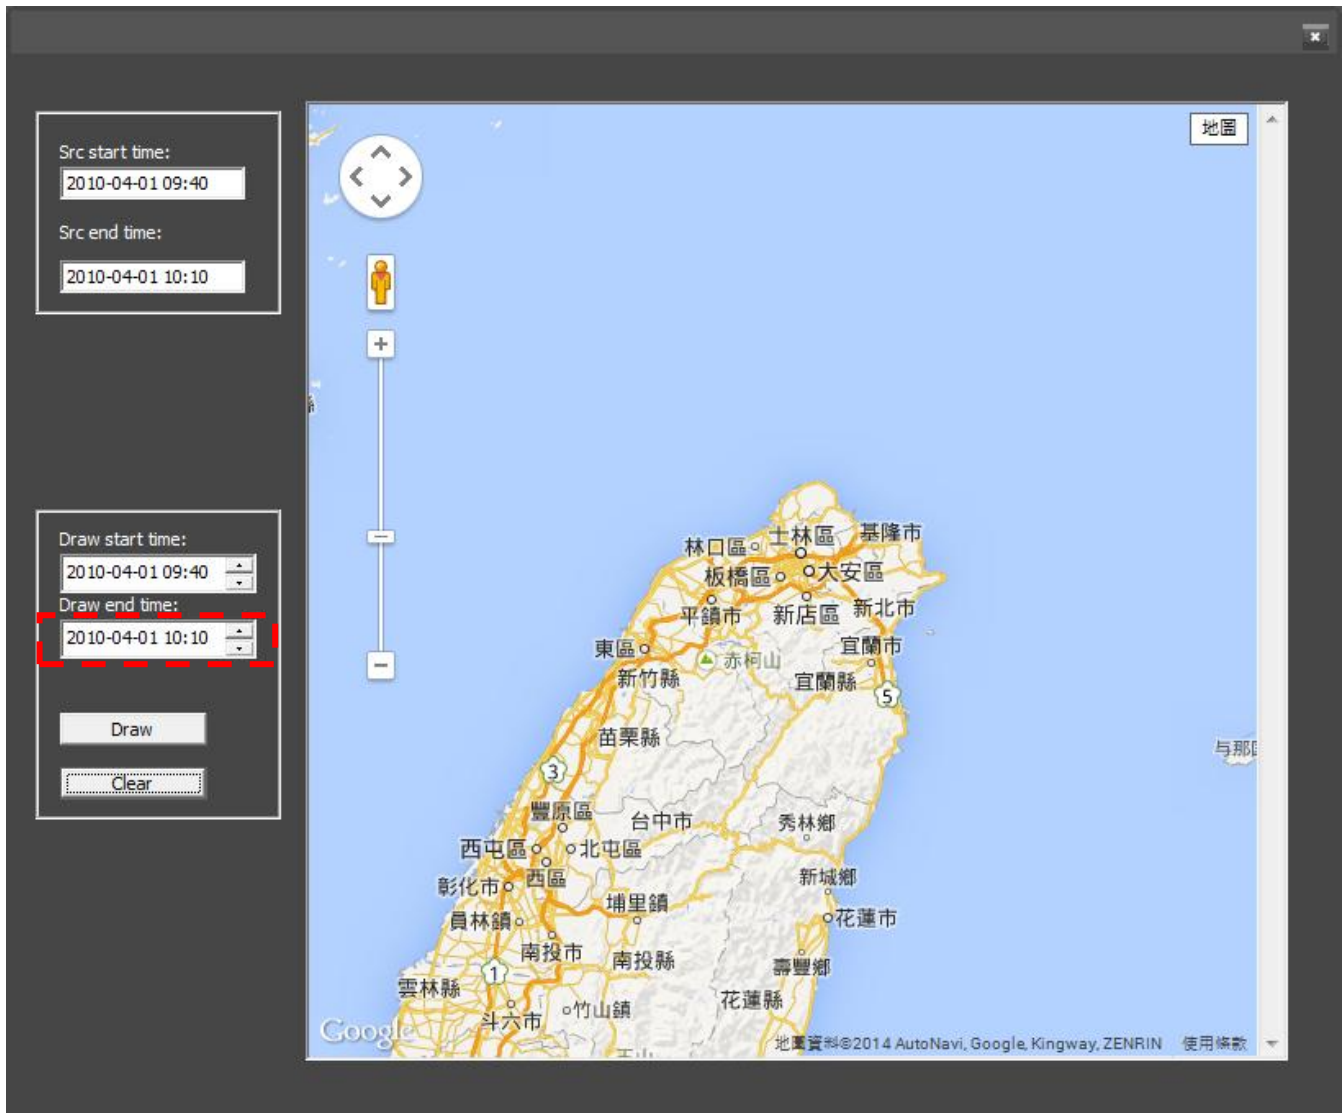 Src start time:
2010-04-01 09:40
Src end time:
2010-04-01 10:10
Draw start time:
2010-04-01 09:40
Draw end time:
2010-04-01 10:10
Draw
Clear
地圖
士林區
基隆市
林口區
板橋區
大安區
平鎮市
新店區
新北市
東區
赤柯山
宜蘭市
新竹縣
宜蘭縣
5
苗栗縣
与那
3
豐原區
台中市
秀林鄉
西屯區
北屯區
彰化市
西區
新城鄉
埔里鎮
員林鎮
花蓮市
南投市
南投縣
壽豐鄉
1
雲林縣
竹山鎮
花蓮縣
斗六市
Google
地圖資料©2014 AutoNavi, Google, Kingway, ZENRIN
使用條款